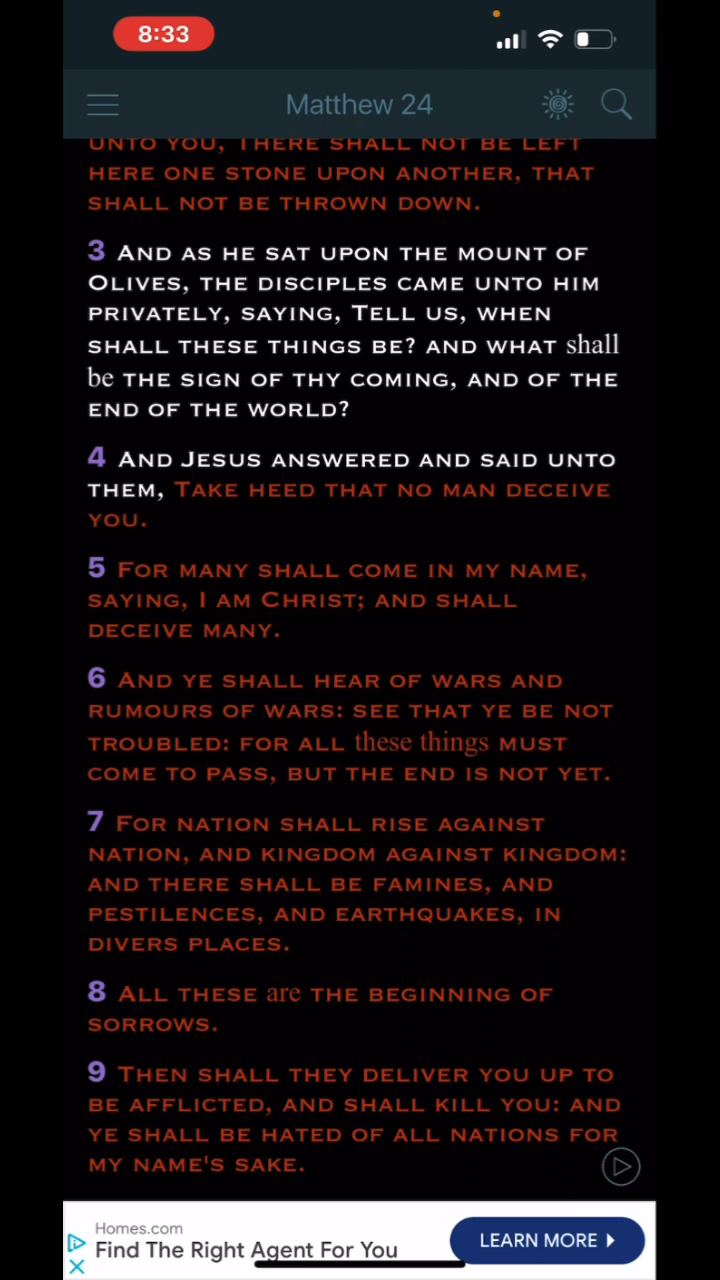 8:33
Matthew 24
UNTO YOU, THERE SHALL NOT BE LEFT
HERE ONE STONE UPON ANOTHER, THAT
SHALL NOT BE THROWN DOWN.
3 AND AS HE SAT UPON THE MOUNT OF
OLIVES, THE DISCIPLES CAME UNTO HIM
PRIVATELY, SAYING, TELL US, WHEN
SHALL THESE THINGS BE? AND WHAT shall
be THE SIGN OF THY COMING, AND OF THE
END OF THE WORLD?
4 AND JESUS ANSWERED AND SAID UNTO
THEM, TAKE HEED THAT NO MAN DECEIVE
YOU.
5 FOR MANY SHALL COME IN MY NAME,
SAYING, I AM CHRIST; AND SHALL
DECEIVE MANY.
6 AND YE SHALL HEAR OF WARS AND
RUMOURS OF WARS: SEE THAT YE BE NOT
TROUBLED: FOR ALL these things MUST
COME TO PASS, BUT THE END IS NOT YET.
7 FOR NATION SHALL RISE AGAINST
NATION, AND KINGDOM AGAINST KINGDOM:
AND THERE SHALL BE FAMINES, AND
PESTILENCES, AND EARTHQUAKES, IN
DIVERS PLACES.
8 ALL THESE are THE BEGINNING OF
SORROWS.
9 THEN SHALL THEY DELIVER YOU UP TO
BE AFFLICTED, AND SHALL KILL YOU: AND
YE SHALL BE HATED OF ALL NATIONS FOR
MY NAME'S SAKE.
Homes.com
Find The Right Agent For You
LEARN MORE